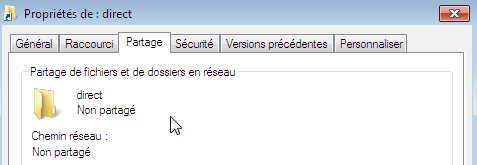 Propriétés de : direct
Général Raccourci Partage Sécurité Versions précédentes Personnaliser
Partage de fichiers et de dossiers en réseau
direct
Non partagé
Chemin réseau :
Non partagé